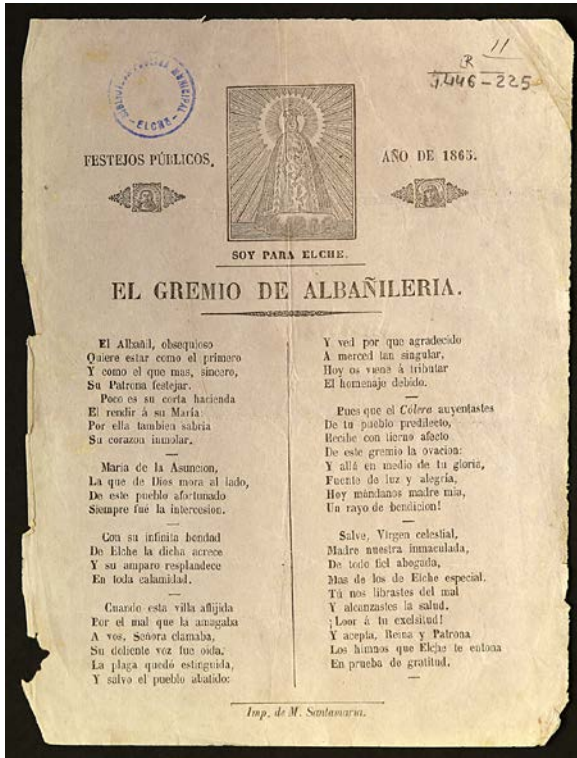 11
R
J446-225
BIBLIOTECA PUBLICA MUNICIPAL
- ELCHE -
FESTEJOS PÚBLICOS.
AÑO DE 1865.
SOY PARA ELCHE.
EL GREMIO DE ALBAÑILERIA.
El Albañil, obsequioso
Quiere estar como el primero
Y como el que mas, sincero,
Su Patrona festejar.
Poco es su corta hacienda
El rendir á su María:
Por ella tambien sabria
Su corazon inmolar.
Maria de la Asuncion,
La que de Dios mora al lado,
De este pueblo afortunado
Siempre fué la intercesion.
Con su infinita bondad
De Elche la dicha acrece
Y su amparo resplandece
En toda calamidad.
Cuando esta villa aflijida
Por el mal que la amagaba
A vos, Señora clamaba,
Su doliente voz fue oida.
La plaga quedó estinguida,
Y salvo el pueblo abatido:
Y ved por que agradecido
A merced tan singular,
Hoy os viene á tributar
El homenaje debido.
Pues que el Cólera auyentastes
De tu pueblo predilecto,
Recibe con tierno afecto
De este gremio la ovacion:
Y allá en medio de tu gloria,
Fuente de luz y alegría,
Hoy mándanos madre mia,
Un rayo de bendicion!
Salve, Virgen celestial,
Madre nuestra inmaculada,
De todo fiel abogada,
Mas de los de Elche especial.
Tú nos librastes del mal
Y alcanzastes la salud.
¡Loor á tu excelsitud!
Y acepta, Reina y Patrona
Los himnos que Elche te entona
En prueba de gratitud.
Imp. de M. Santamaria.